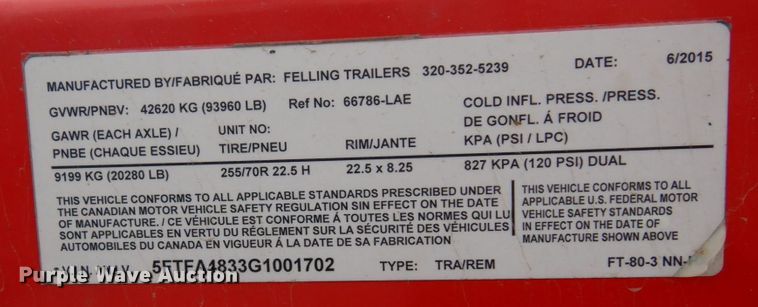 MANUFACTURED BY/FABRIQUÉ PAR: FELLING TRAILERS 320-352-5239 DATE: 6/2015
GVWR/PNBV: 42620 KG (93960 LB) Ref No: 66786-LAE COLD INFL. PRESS./PRESS.
DE GONFL. Á FROID
GAWR (EACH AXLE) / UNIT NO:
PNBE (CHAQUE ESSIEU) TIRE/PNEU RIM/JANTE KPA (PSI / LPC)
9199 KG (20280 LB) 255/70R 22.5 H 22.5 x 8.25 827 KPA (120 PSI) DUAL
THIS VEHICLE CONFORMS TO ALL APPLICABLE STANDARDS PRESCRIBED UNDER
THE CANADIAN MOTOR VEHICLE SAFETY REGULATION SIN EFFECT ON THE DATE
OF MANUFACTURE. / CE VÉHICULE EST CONFORME Á TOUTES LES NORMES QUI LU
SONT APPLICABLES EN VERTU DU RÉGLEMENT SUR LA SÉCURITÉ DES VÉHICULES
AUTOMOBILES DU CANADA EN VIGUEUR Á LA DATE DE SA FABRICATION
THIS VEHICLE CONFORMS TO ALL
APPLICABLE U.S. FEDERAL MOTOR
VEHICLE SAFETY STANDARDS
IN EFFECT ON THE DATE OF
MANUFACTURE SHOWN ABOVE
5FTEA4833G1001702 TYPE: TRA/REM FT-80-3 NN-
Purple Wave Auction